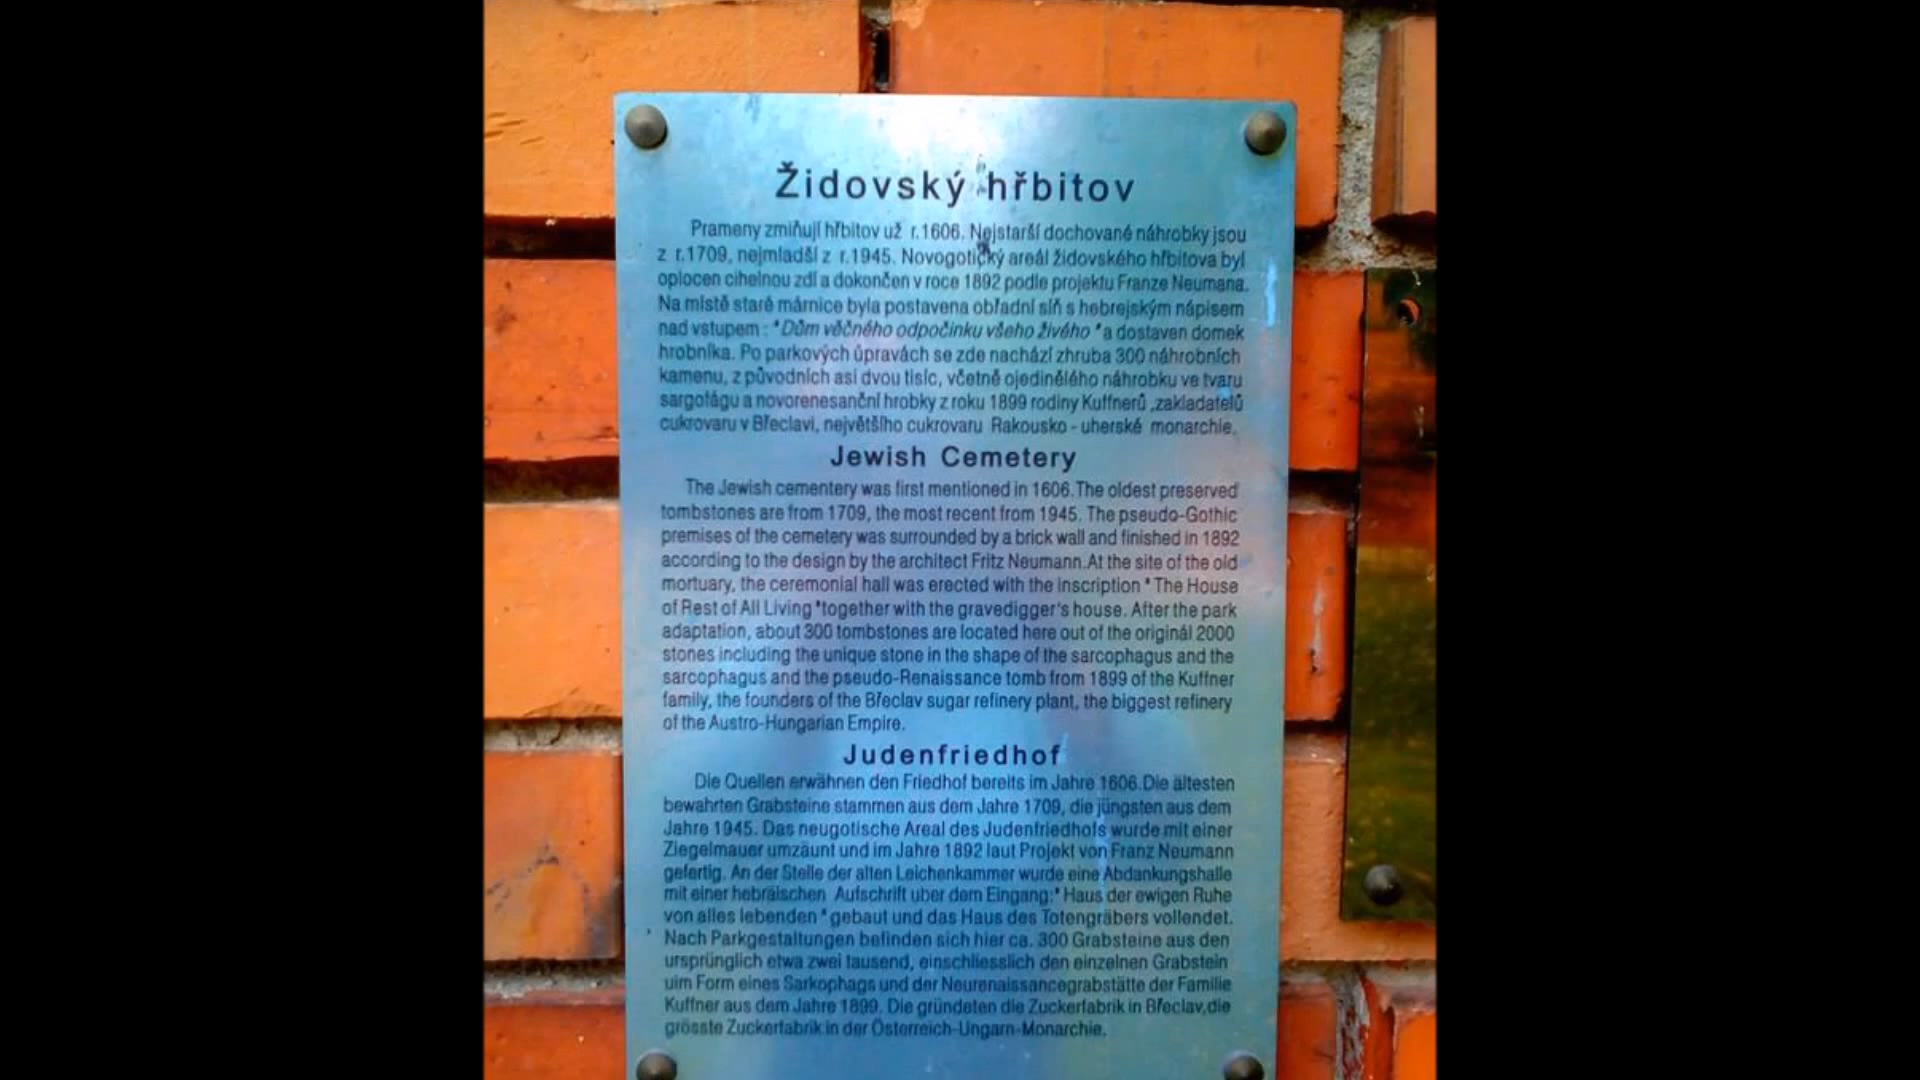 Židovský hřbitov
Prameny zmiňují hřbitov už r.1606. Nejstarší dochované náhrobky jsou
z r.1709, nejmladší z r.1945. Novogotický areál židovského hřbitova byl
oplocen cihelnou zdí a dokončen v roce 1892 podle projektu Franze Neumana.
Na místě staré márnice byla postavena obřadní síň s hebrejským nápisem
nad vstupem : "Dům věčného odpočinku všeho živého "a dostaven domek
hrobníka. Po parkových úpravách se zde nachází zhruba 300 náhrobních
kamenu, z původních asi dvou tisíc, včetně ojedinělého náhrobku ve tvaru
sargofágu a novorenesanční hrobky z roku 1899 rodiny Kuffnerů ,zakladatelů
cukrovaru v Břeclavi, největšího cukrovaru Rakousko - uherské monarchie.
Jewish Cemetery
The Jewish cementery was first mentioned in 1606.The oldest preserved
tombstones are from 1709, the most recent from 1945. The pseudo-Gothic
premises of the cemetery was surrounded by a brick wall and finished in 1892
according to the design by the architect Fritz Neumann.At the site of the old
mortuary, the ceremonial hall was erected with the inscription " The House
of Rest of All Living "together with the gravedigger's house. After the park
adaptation, about 300 tombstones are located here out of the originál 2000
stones including the unique stone in the shape of the sarcophagus and the
sarcophagus and the pseudo-Renaissance tomb from 1899 of the Kuffner
family, the founders of the Břeclav sugar refinery plant, the biggest refinery
of the Austro-Hungarian Empire.
Judenfriedhof
Die Quellen erwähnen den Friedhof bereits im Jahre 1606.Die ältesten
bewahrten Grabsteine stammen aus dem Jahre 1709, die jüngsten aus dem
Jahre 1945. Das neugotische Areal des Judenfriedhofs wurde mit einer
Ziegelmauer umzäunt und im Jahre 1892 laut Projekt von Franz Neumann
gefertig. An der Stelle der alten Leichenkammer wurde eine Abdankungshalle
mit einer hebräischen Aufschrift uber dem Eingang:" Haus der ewigen Ruhe
von alles lebenden " gebaut und das Haus des Totengräbers vollendet.
Nach Parkgestaltungen befinden sich hier ca. 300 Grabsteine aus den
ursprünglich etwa zwei tausend, einschliesslich den einzelnen Grabstein
uim Form eines Sarkophags und der Neurenaissancegrabstätte der Familie
Kuffner aus dem Jahre 1899. Die gründeten die Zuckerfabrik in Břeclav,die
grösste Zuckerfabrik in der Österreich-Ungarn-Monarchie.